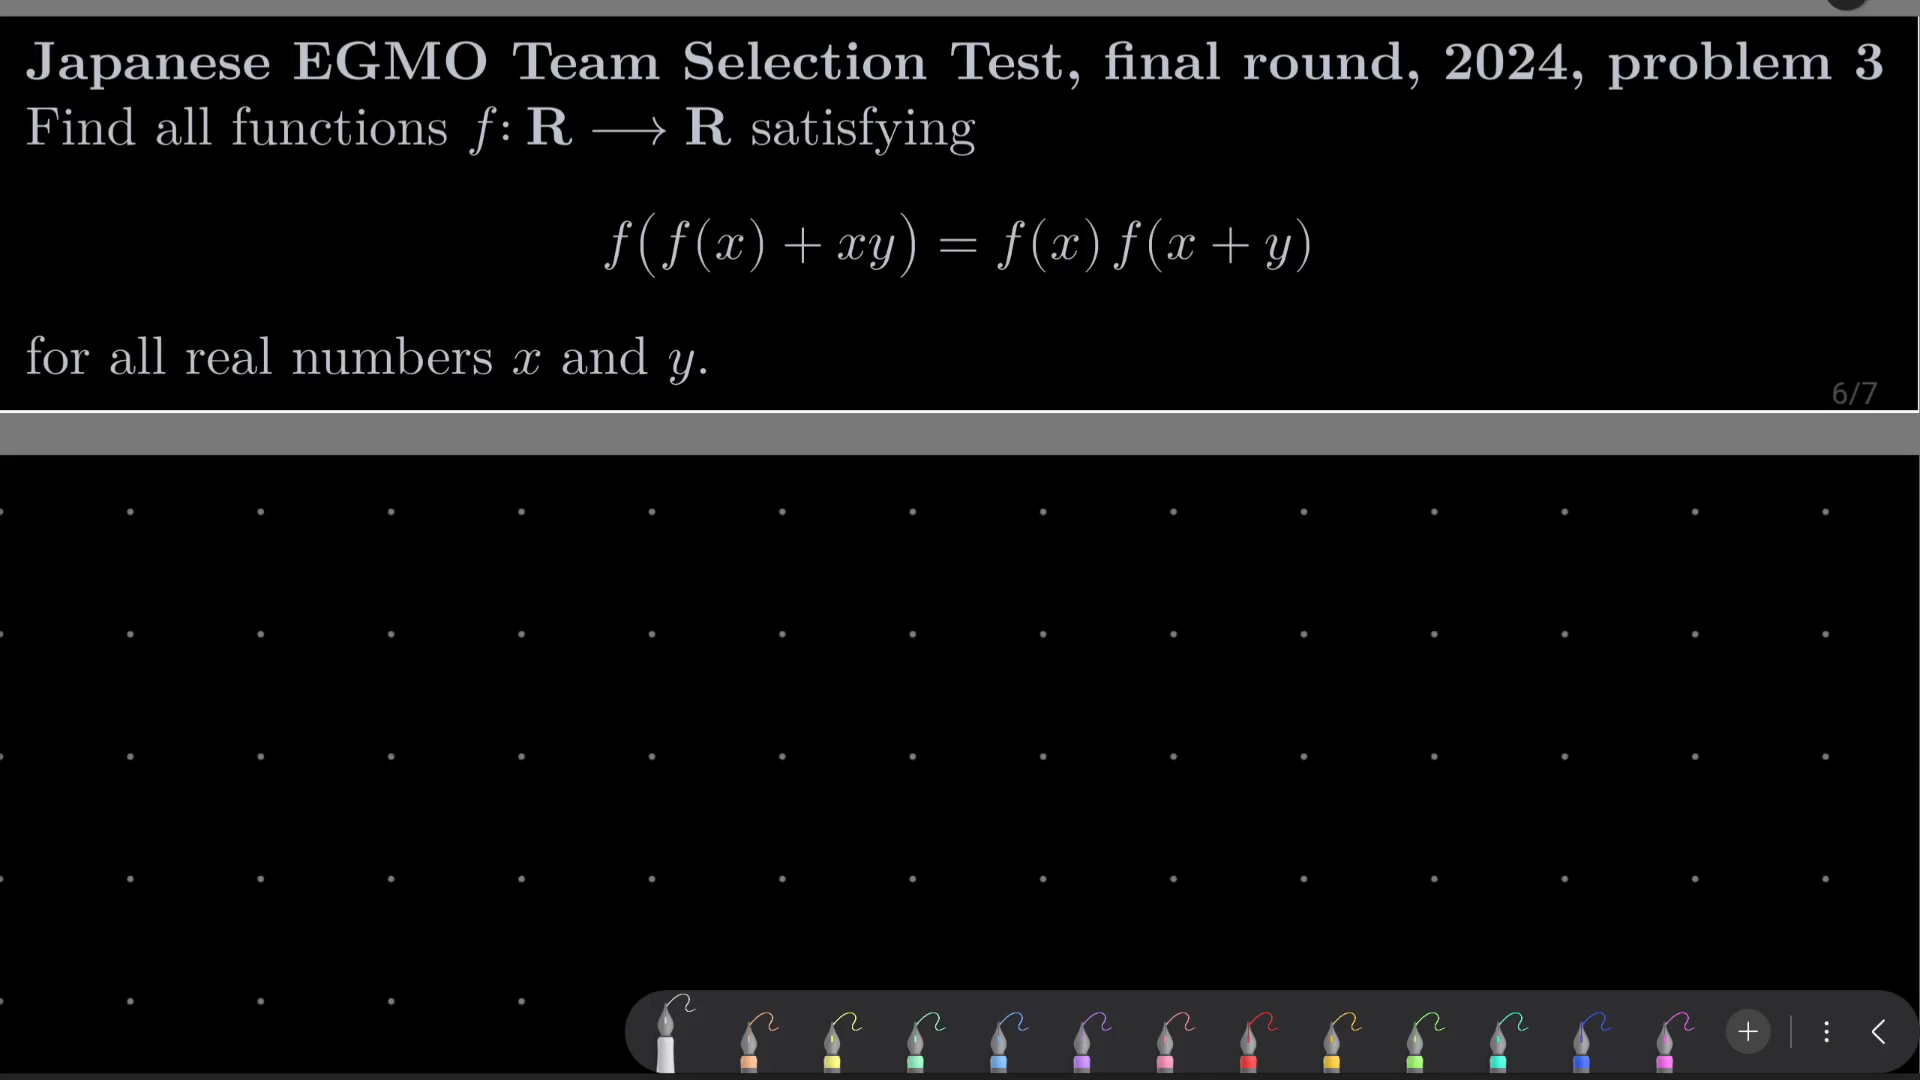 Japanese EGMO Team Selection Test, final round, 2024, problem 3
Find all functions f: R ⟶ R satisfying
f(f(x) + xy) = f(x) f(x + y)
for all real numbers x and y.
6/7